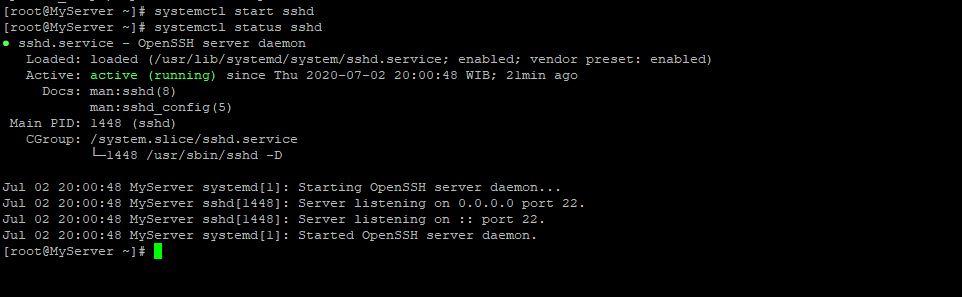 [root@MyServer ~]# systemctl start sshd
[root@MyServer ~]# systemctl status sshd
● sshd.service - OpenSSH server daemon
   Loaded: loaded (/usr/lib/systemd/system/sshd.service; enabled; vendor preset: enabled)
   Active: active (running) since Thu 2020-07-02 20:00:48 WIB; 21min ago
     Docs: man:sshd(8)
           man:sshd_config(5)
 Main PID: 1448 (sshd)
   CGroup: /system.slice/sshd.service
           └─1448 /usr/sbin/sshd -D

Jul 02 20:00:48 MyServer systemd[1]: Starting OpenSSH server daemon...
Jul 02 20:00:48 MyServer sshd[1448]: Server listening on 0.0.0.0 port 22.
Jul 02 20:00:48 MyServer sshd[1448]: Server listening on :: port 22.
Jul 02 20:00:48 MyServer systemd[1]: Started OpenSSH server daemon.
[root@MyServer ~]#